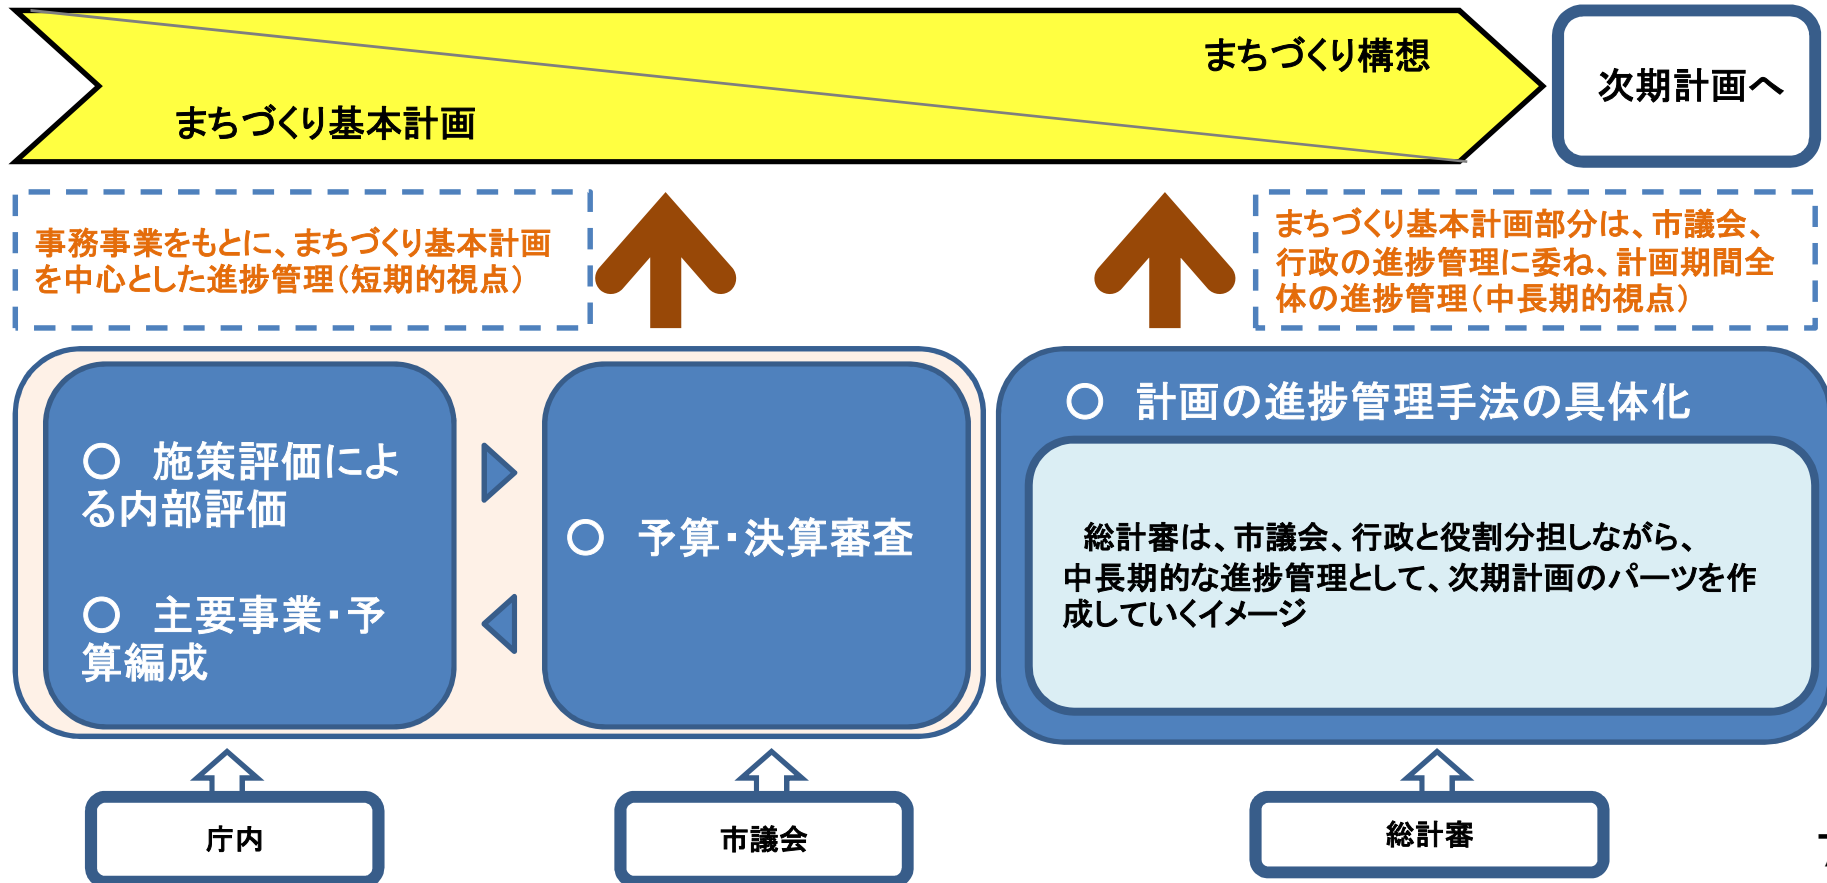 まちづくり構想
まちづくり基本計画
次期計画へ
事務事業をもとに、まちづくり基本計画
を中心とした進捗管理（短期的視点）
まちづくり基本計画部分は、市議会、
行政の進捗管理に委ね、計画期間全
体の進捗管理（中長期的視点）
○　施策評価によ
る内部評価
○　主要事業・予
算編成
○　予算・決算審査
○　計画の進捗管理手法の具体化
総計審は、市議会、行政と役割分担しながら、
中長期的な進捗管理として、次期計画のパーツを作
成していくイメージ
庁内
市議会
総計審